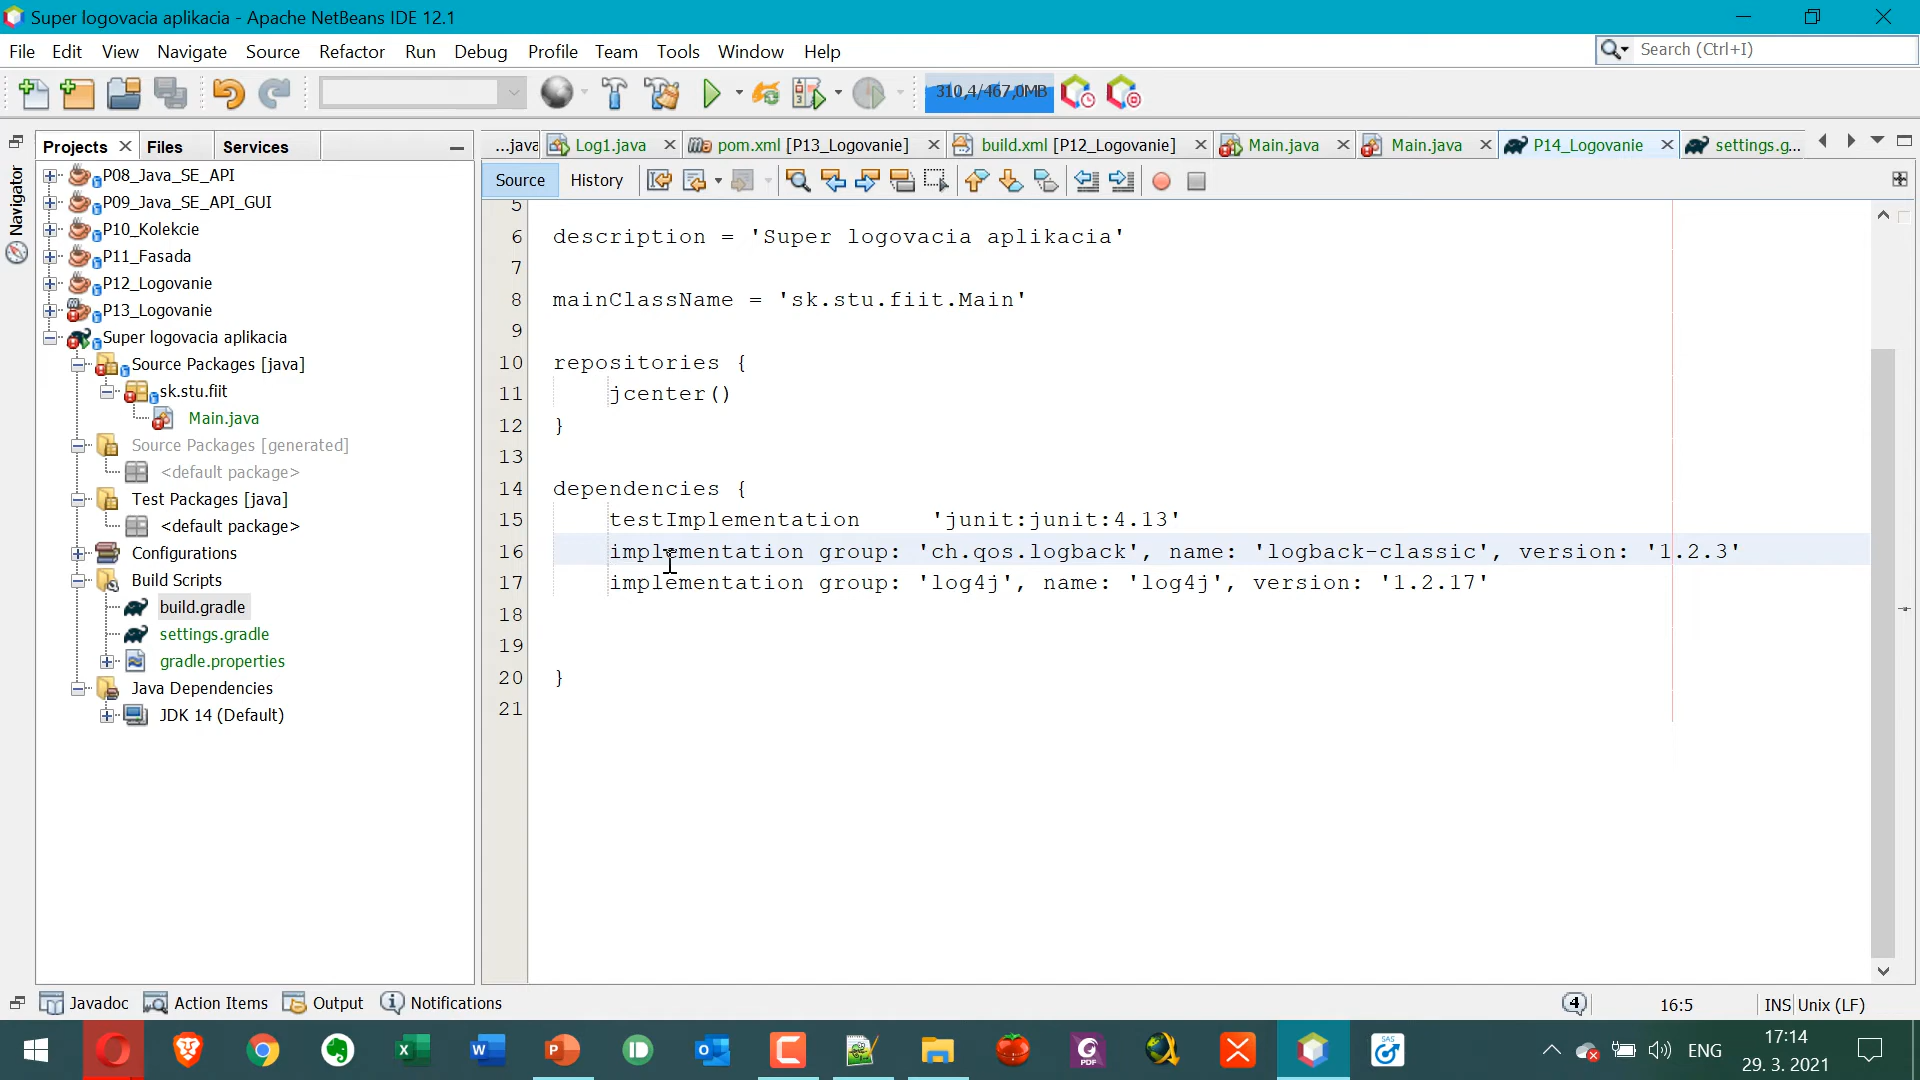 Super logovacia aplikacia - Apache NetBeans IDE 12.1
File Edit View Navigate Source Refactor Run Debug Profile Team Tools Window Help
Search (Ctrl+I)
310,4/467,0MB
Projects
Files
Services
...java
Log1.java
pom.xml [P13_Logovanie]
build.xml [P12_Logovanie]
Main.java
Main.java
P14_Logovanie
settings.g...
Source
History
Navigator
P08_Java_SE_API
P09_Java_SE_API_GUI
P10_Kolekcie
P11_Fasada
P12_Logovanie
P13_Logovanie
Super logovacia aplikacia
Source Packages [java]
sk.stu.fiit
Main.java
Source Packages [generated]
<default package>
Test Packages [java]
<default package>
Configurations
Build Scripts
build.gradle
settings.gradle
gradle.properties
Java Dependencies
JDK 14 (Default)
5
6 description = 'Super logovacia aplikacia'
7
8 mainClassName = 'sk.stu.fiit.Main'
9
10 repositories {
11 jcenter()
12 }
13
14 dependencies {
15 testImplementation 'junit:junit:4.13'
16 implementation group: 'ch.qos.logback', name: 'logback-classic', version: '1.2.3'
17 implementation group: 'log4j', name: 'log4j', version: '1.2.17'
18
19
20 }
21
Javadoc
Action Items
Output
Notifications
4
16:5
INS
Unix (LF)
PDF
SAS
ENG
17:14
29. 3. 2021